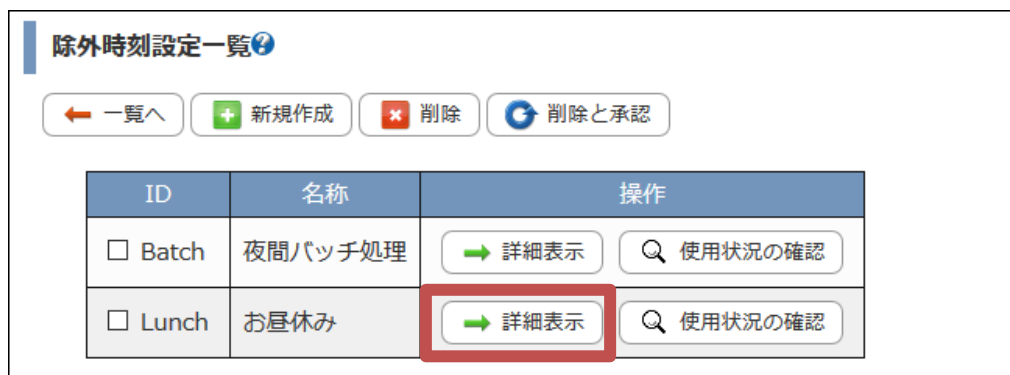 除外時刻設定一覧?
一覧へ 新規作成 削除 削除と承認
ID 名称 操作
Batch 夜間バッチ処理 詳細表示 使用状況の確認
Lunch お昼休み 詳細表示 使用状況の確認